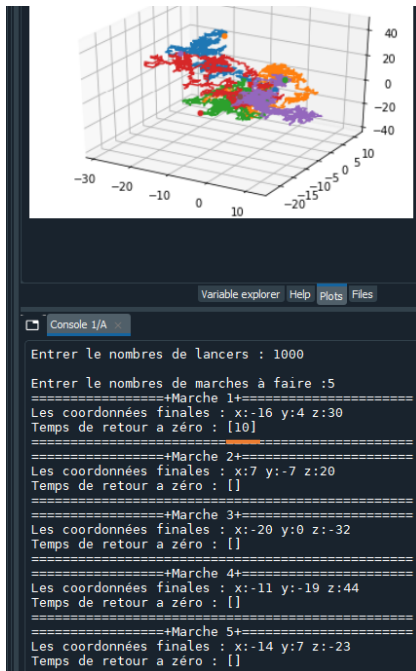 40
20
0
−20
−40
10
5
0
−5
−10
−15
−20
−30
−20
−10
0
10
Variable explorer Help Plots Files
Console 1/A ×
Entrer le nombres de lancers : 1000
Entrer le nombres de marches à faire :5
=================+Marche 1+======================
Les coordonnées finales : x:-16 y:4 z:30
Temps de retour a zéro : [10]
=================================================
=================+Marche 2+======================
Les coordonnées finales : x:7 y:-7 z:20
Temps de retour a zéro : []
=================================================
=================+Marche 3+======================
Les coordonnées finales : x:-20 y:0 z:-32
Temps de retour a zéro : []
=================================================
=================+Marche 4+======================
Les coordonnées finales : x:-11 y:-19 z:44
Temps de retour a zéro : []
=================================================
=================+Marche 5+======================
Les coordonnées finales : x:-14 y:7 z:-23
Temps de retour a zéro : []